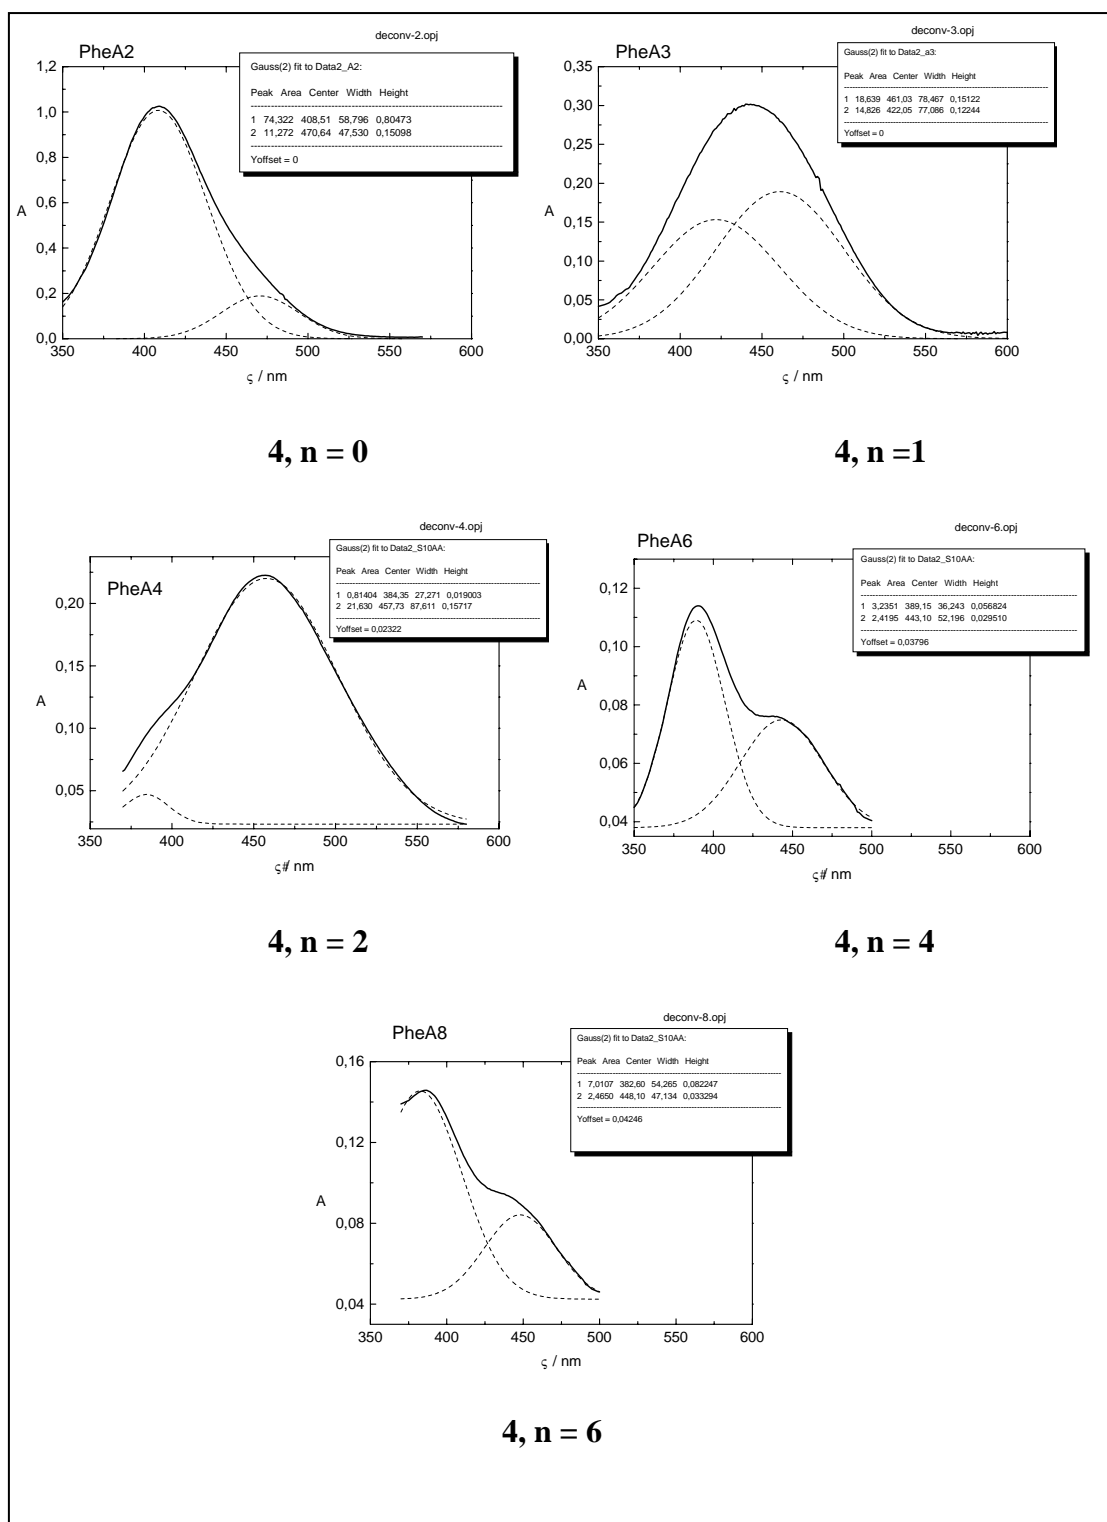 deconv-2.opj
PheA2
Gauss(2) fit to Data2_A2:
Peak Area Center Width Height
1 74,322 408,51 58,796 0,80473
2 11,272 470,64 47,530 0,15098
Yoffset = 0
1,2
1,0
0,8
0,6
0,4
0,2
0,0
A
350 400 450 500 550 600
ς / nm
4, n = 0
deconv-3.opj
PheA3
Gauss(2) fit to Data2_a3:
Peak Area Center Width Height
1 18,639 461,03 78,467 0,15122
2 14,826 422,05 77,086 0,12244
Yoffset = 0
0,35
0,30
0,25
0,20
0,15
0,10
0,05
0,00
A
350 400 450 500 550 600
ς / nm
4, n =1
deconv-4.opj
PheA4
Gauss(2) fit to Data2_S10AA:
Peak Area Center Width Height
1 0,81404 384,35 27,271 0,019003
2 21,630 457,73 87,611 0,15717
Yoffset = 0,02322
0,20
0,15
0,10
0,05
A
350 400 450 500 550 600
ς# nm
4, n = 2
deconv-6.opj
PheA6
Gauss(2) fit to Data2_S10AA:
Peak Area Center Width Height
1 3,2351 389,15 36,243 0,056824
2 2,4195 443,10 52,196 0,029510
Yoffset = 0,03796
0,12
0,10
0,08
0,06
0,04
A
350 400 450 500 550 600
ς# nm
4, n = 4
deconv-8.opj
PheA8
Gauss(2) fit to Data2_S10AA:
Peak Area Center Width Height
1 7,0107 382,60 54,265 0,082247
2 2,4650 448,10 47,134 0,033294
Yoffset = 0,04246
0,16
0,12
0,08
0,04
A
350 400 450 500 550 600
ς / nm
4, n = 6